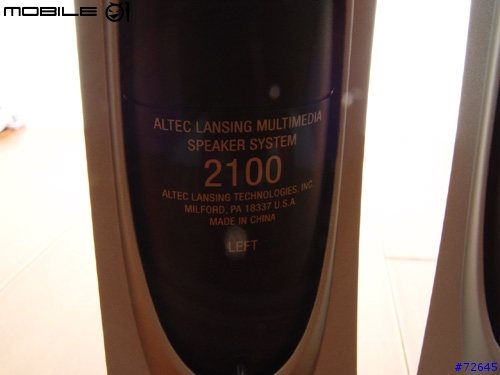 MOBILE 01
ALTEC LANSING MULTIMEDIA
SPEAKER SYSTEM
2100
ALTEC LANSING TECHNOLOGIES, INC.
MILFORD, PA 18337 U.S.A
MADE IN CHINA
LEFT
#72645